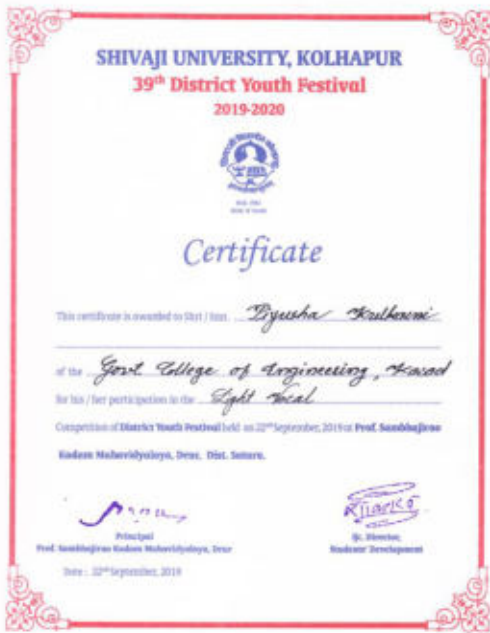 SHIVAJI UNIVERSITY, KOLHAPUR
39th District Youth Festival
2019-2020
Certificate
This certificate is awarded to Shri / Smt. Piyusha Kulkarni
of the Govt College of Engineering, Karad
for his / her participation in the Light Vocal
Competition of District Youth Festival held on 22nd September, 2019 at Prof. Sambhajirao
Kadam Mahavidyalaya, Deur, Dist. Satara.
Principal
Prof. Sambhajirao Kadam Mahavidyalaya, Deur
Date : 22nd September, 2019
I/c. Director,
Students' Development